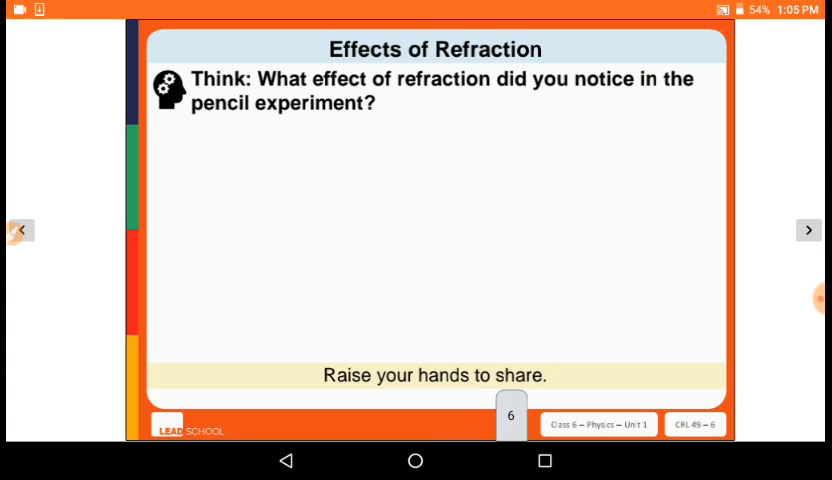 54% 1:05 PM
Effects of Refraction
Think: What effect of refraction did you notice in the
pencil experiment?
Raise your hands to share.
6
LEAD SCHOOL
Class 6 – Physics – Unit 1
CRL 49 – 6